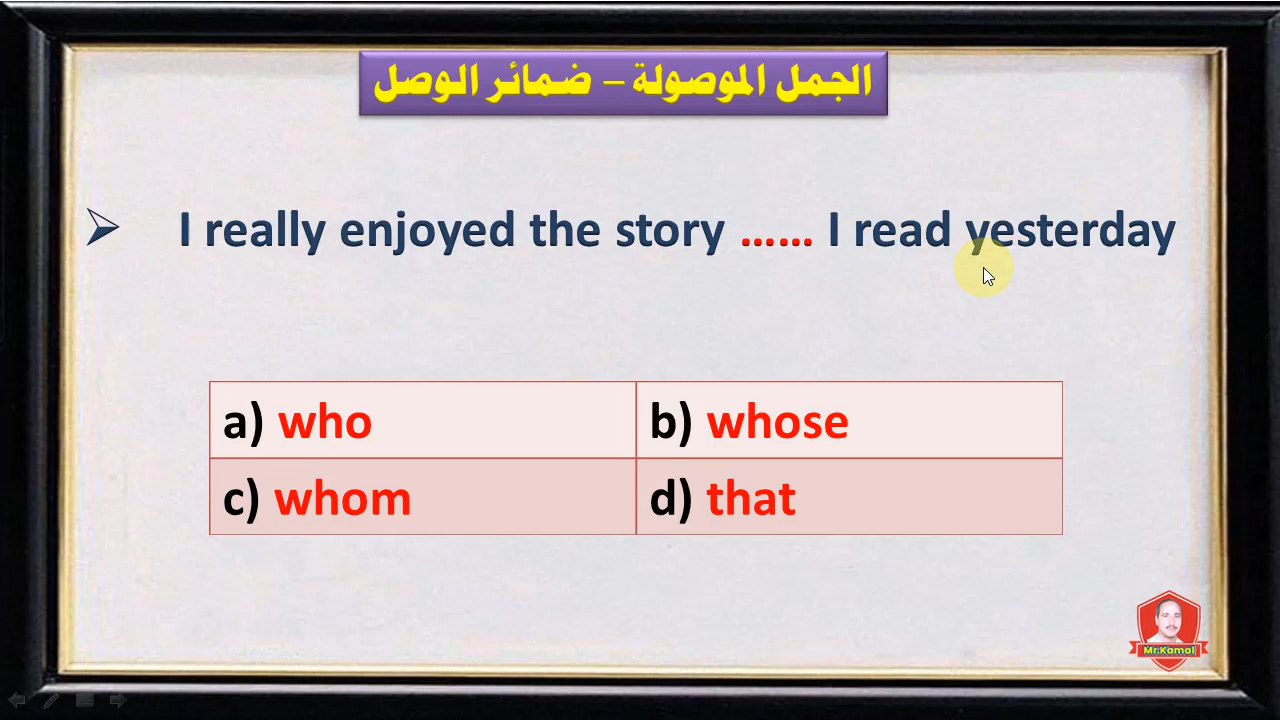 الجمل الموصولة – ضمائر الوصل
➢ I really enjoyed the story ...... I read yesterday
a) who
b) whose
c) whom
d) that
Mr.Kamal